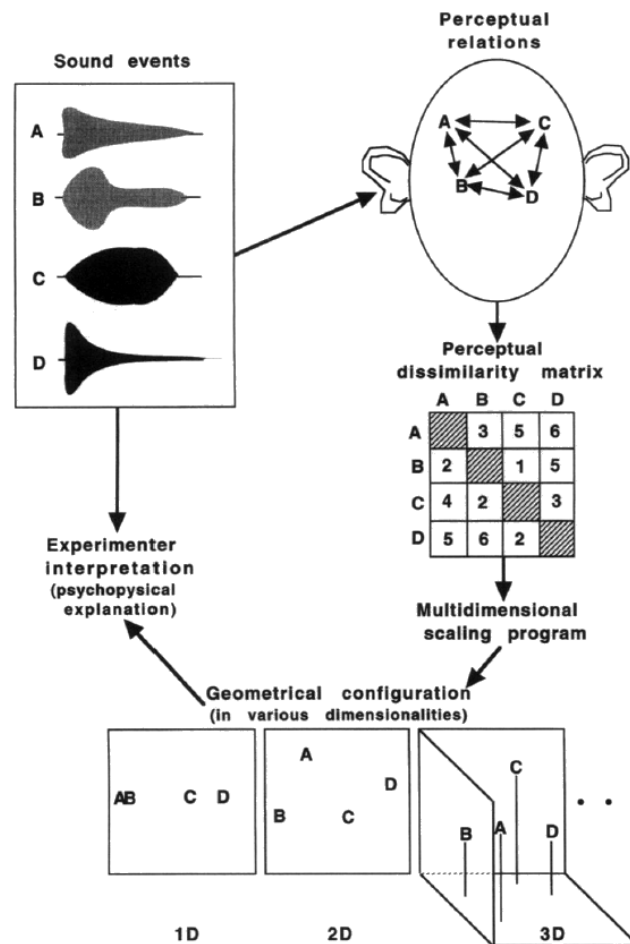 Sound events
A
B
C
D
Perceptual
relations
A C
B D
Perceptual
dissimilarity matrix
A B C D
A 3 5 6
B 2 1 5
C 4 2 3
D 5 6 2
Multidimensional
scaling program
Experimenter
interpretation
(psychopysical
explanation)
Geometrical configuration
(in various dimensionalities)
AB C D
A
D
B C
C
B A D
1D 2D 3D